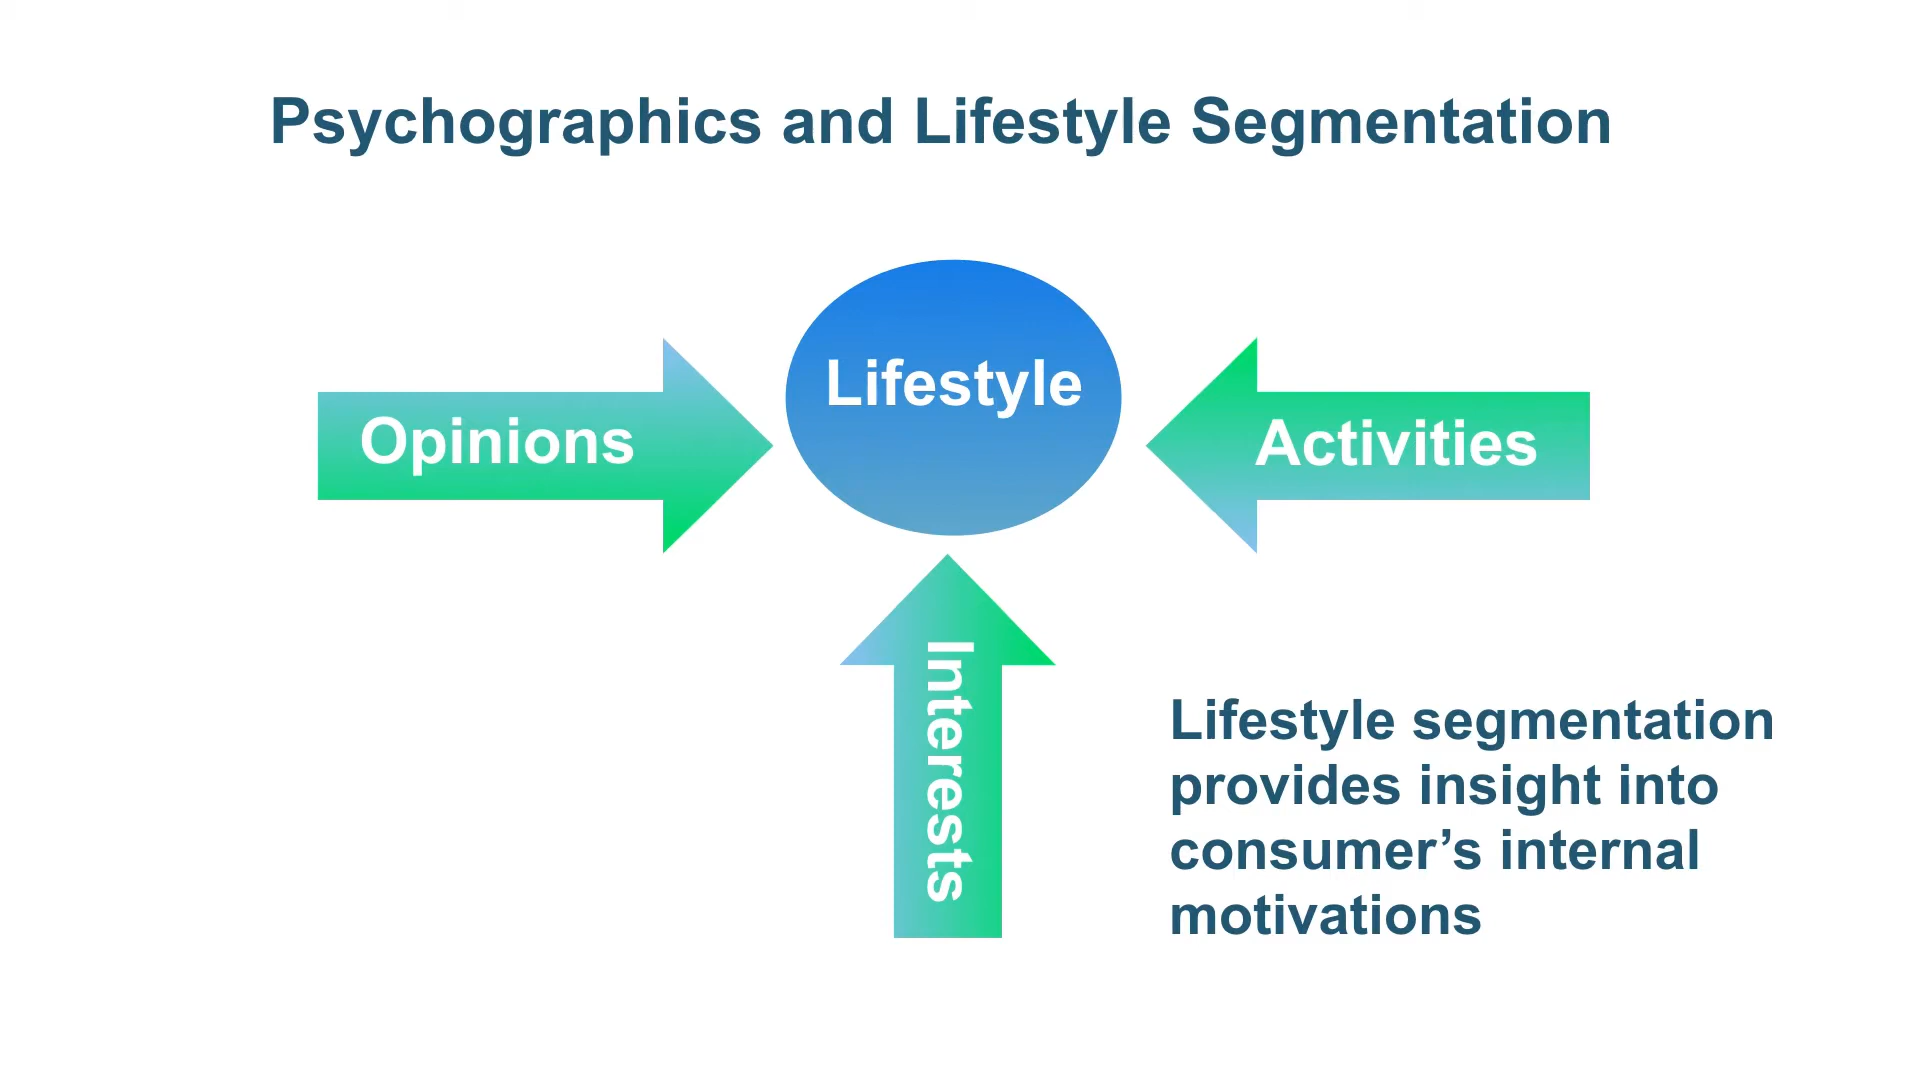 Psychographics and Lifestyle Segmentation
Lifestyle
Opinions
Activities
Interests
Lifestyle segmentation
provides insight into
consumer’s internal
motivations